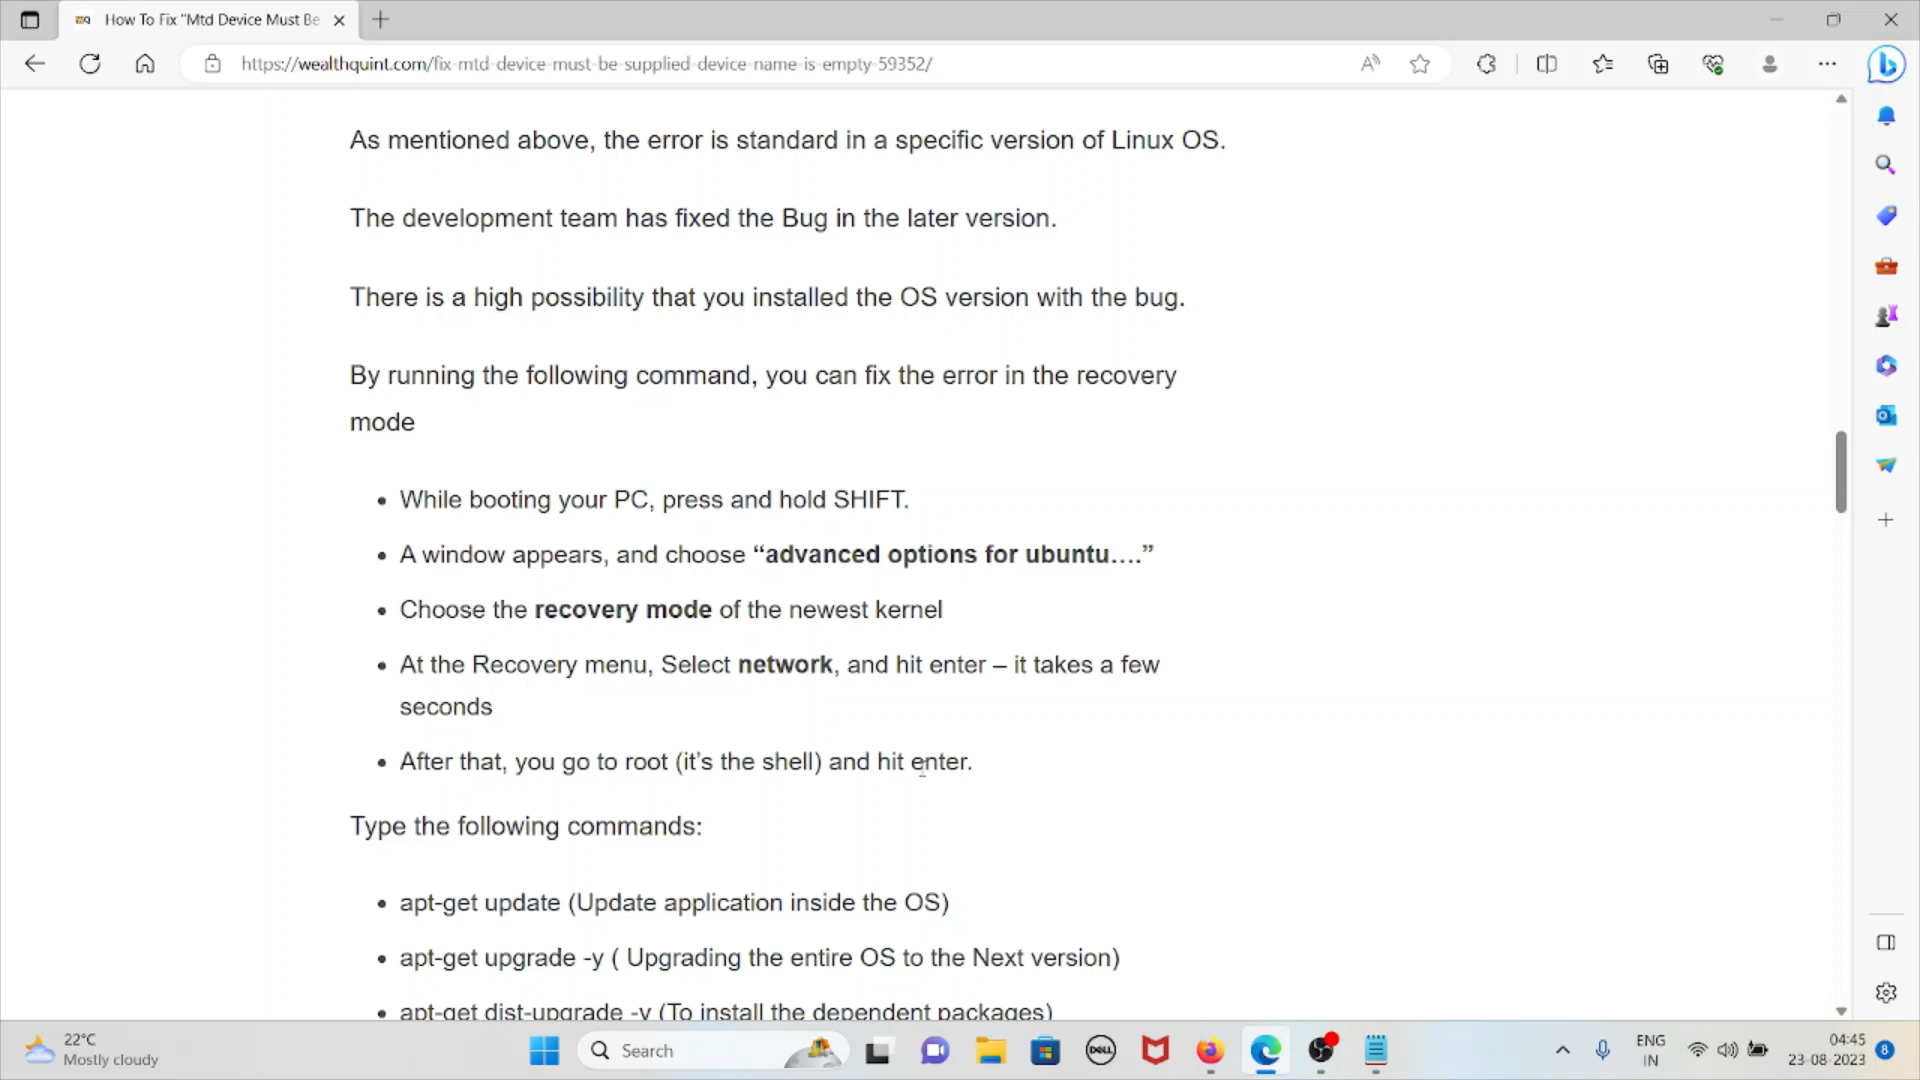 How To Fix "Mtd Device Must Be
https://wealthquint.com/fix-mtd-device-must-be-supplied-device-name-is-empty-59352/
As mentioned above, the error is standard in a specific version of Linux OS.
The development team has fixed the Bug in the later version.
There is a high possibility that you installed the OS version with the bug.
By running the following command, you can fix the error in the recovery
mode
• While booting your PC, press and hold SHIFT.
• A window appears, and choose “advanced options for ubuntu….”
• Choose the recovery mode of the newest kernel
• At the Recovery menu, Select network, and hit enter – it takes a few
seconds
• After that, you go to root (it’s the shell) and hit enter.
Type the following commands:
• apt-get update (Update application inside the OS)
• apt-get upgrade -y ( Upgrading the entire OS to the Next version)
• apt-get dist-upgrade -y (To install the dependent packages)
22°C
Mostly cloudy
Search
DELL
ENG
IN
04:45
23-08-2023
8